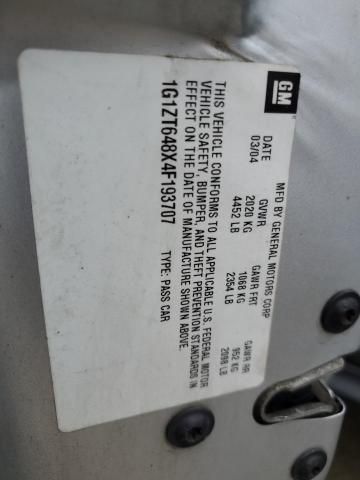 GM
MFD BY GENERAL MOTORS CORP
DATE GVWR GAWR FRT GAWR RR
03/04 2020 KG 1068 KG 952 KG
4452 LB 2354 LB 2098 LB
THIS VEHICLE CONFORMS TO ALL APPLICABLE U.S. FEDERAL MOTOR
VEHICLE SAFETY, BUMPER, AND THEFT PREVENTION STANDARDS IN
EFFECT ON THE DATE OF MANUFACTURE SHOWN ABOVE.
1G1ZT648X4F193707 TYPE: PASS CAR